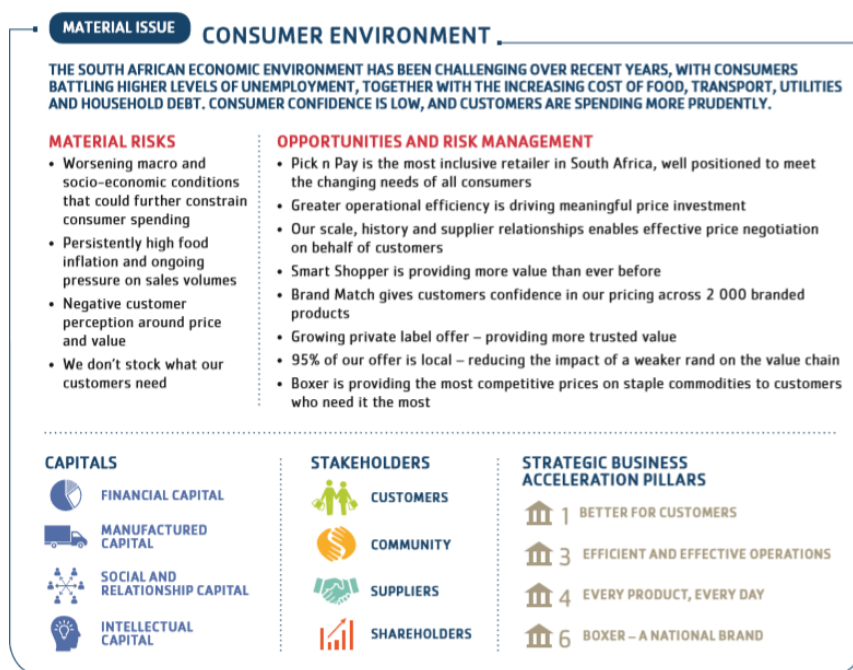 MATERIAL ISSUE
CONSUMER ENVIRONMENT
THE SOUTH AFRICAN ECONOMIC ENVIRONMENT HAS BEEN CHALLENGING OVER RECENT YEARS, WITH CONSUMERS
BATTLING HIGHER LEVELS OF UNEMPLOYMENT, TOGETHER WITH THE INCREASING COST OF FOOD, TRANSPORT, UTILITIES
AND HOUSEHOLD DEBT. CONSUMER CONFIDENCE IS LOW, AND CUSTOMERS ARE SPENDING MORE PRUDENTLY.
MATERIAL RISKS
• Worsening macro and
socio-economic conditions
that could further constrain
consumer spending
• Persistently high food
inflation and ongoing
pressure on sales volumes
• Negative customer
perception around price
and value
• We don't stock what our
customers need
OPPORTUNITIES AND RISK MANAGEMENT
• Pick n Pay is the most inclusive retailer in South Africa, well positioned to meet
the changing needs of all consumers
• Greater operational efficiency is driving meaningful price investment
• Our scale, history and supplier relationships enables effective price negotiation
on behalf of customers
• Smart Shopper is providing more value than ever before
• Brand Match gives customers confidence in our pricing across 2 000 branded
products
• Growing private label offer – providing more trusted value
• 95% of our offer is local – reducing the impact of a weaker rand on the value chain
• Boxer is providing the most competitive prices on staple commodities to customers
who need it the most
CAPITALS
FINANCIAL CAPITAL
MANUFACTURED
CAPITAL
SOCIAL AND
RELATIONSHIP CAPITAL
INTELLECTUAL
CAPITAL
STAKEHOLDERS
CUSTOMERS
COMMUNITY
SUPPLIERS
SHAREHOLDERS
STRATEGIC BUSINESS
ACCELERATION PILLARS
1 BETTER FOR CUSTOMERS
3 EFFICIENT AND EFFECTIVE OPERATIONS
4 EVERY PRODUCT, EVERY DAY
6 BOXER – A NATIONAL BRAND